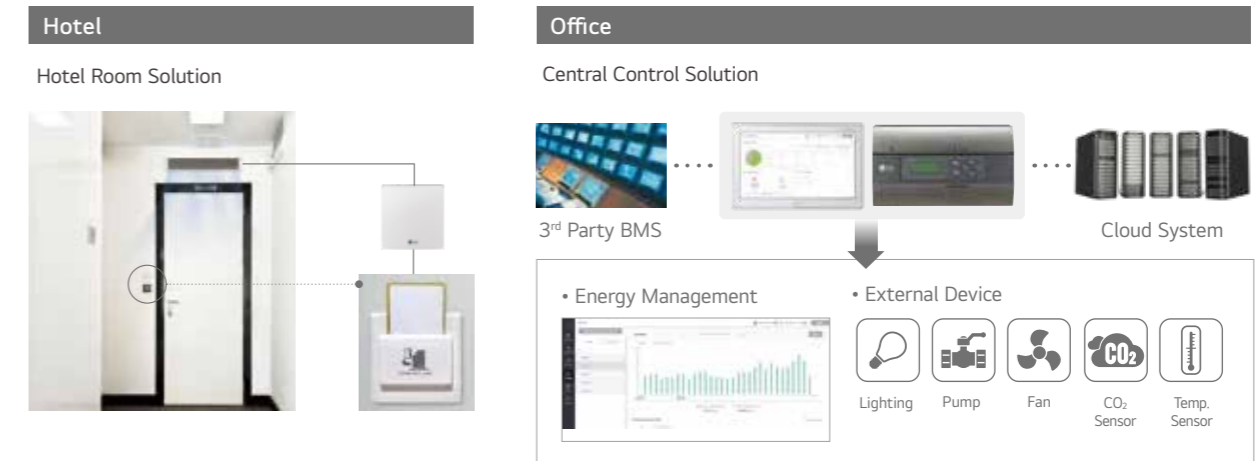 Hotel
Hotel Room Solution
Office
Central Control Solution
3rd Party BMS
Cloud System
• Energy Management
• External Device
CO2
Lighting
Pump
Fan
CO2
Sensor
Temp.
Sensor